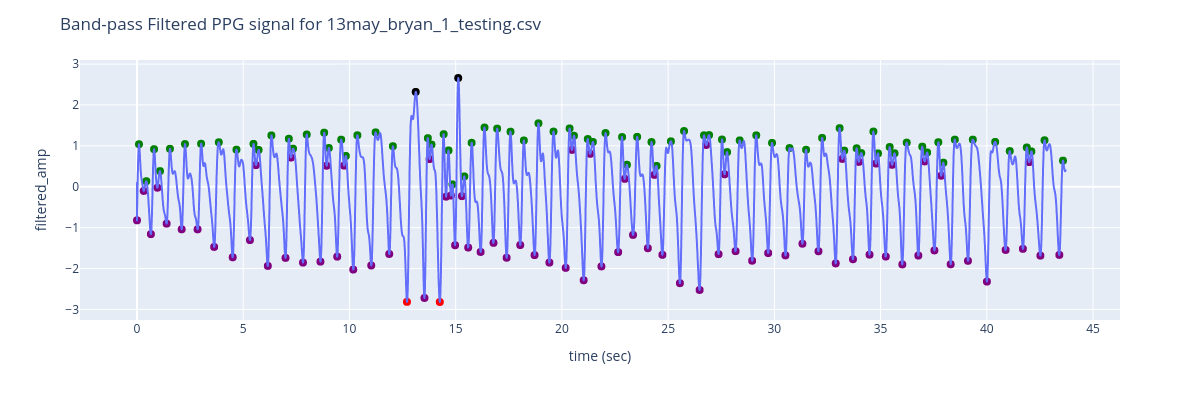 Band-pass Filtered PPG signal for 13may_bryan_1_testing.csv
filtered_amp
3
2
1
0
−1
−2
−3
0 5 10 15 20 25 30 35 40 45
time (sec)